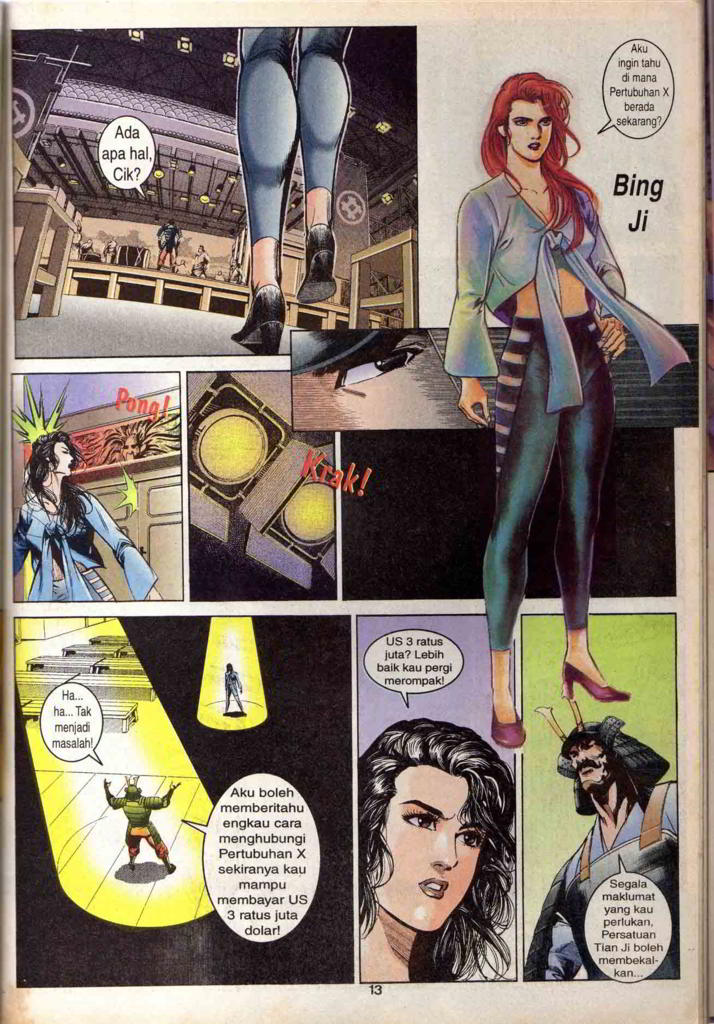 Ada
apa hal,
Cik?
Aku
ingin tahu
di mana
Pertubuhan X
berada
sekarang?
Bing
Ji
Pong!
Krak!
Ha...
ha... Tak
menjadi
masalah!
Aku boleh
memberitahu
engkau cara
menghubungi
Pertubuhan X
sekiranya kau
mampu
membayar US
3 ratus juta
dolar!
US 3 ratus
juta? Lebih
baik kau pergi
merompak!
Segala
maklumat
yang kau
perlukan,
Persatuan
Tian Ji boleh
membekal-
kan...
13